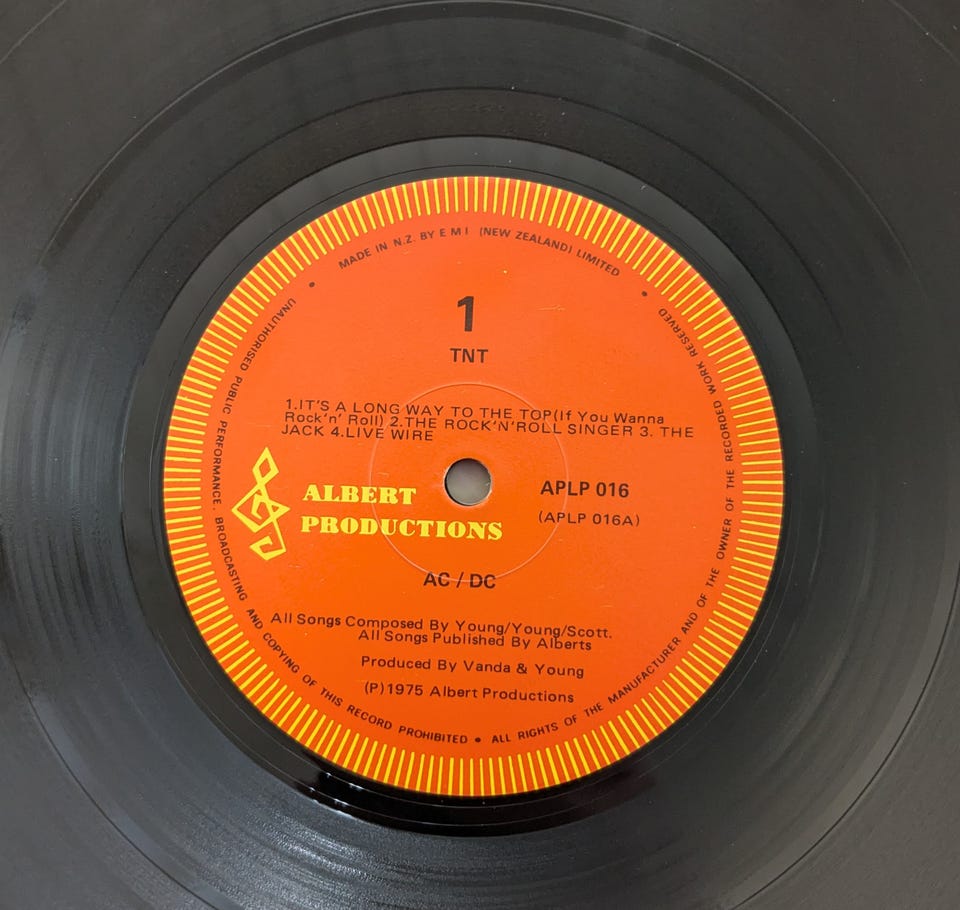 MADE IN N.Z. BY E M I (NEW ZEALAND) LIMITED
1
TNT
1.IT'S A LONG WAY TO THE TOP(If You Wanna
Rock'n' Roll) 2.THE ROCK'N'ROLL SINGER 3. THE
JACK 4.LIVE WIRE
ALBERT
PRODUCTIONS
APLP 016
(APLP 016A)
AC / DC
All Songs Composed By Young/Young/Scott.
All Songs Published By Alberts
Produced By Vanda & Young
(P)1975 Albert Productions
UNAUTHORISED PUBLIC PERFORMANCE. BROADCASTING AND COPYING OF THIS RECORD PROHIBITED • ALL RIGHTS OF THE MANUFACTURER AND OF THE OWNER OF THE RECORDED WORK RESERVED